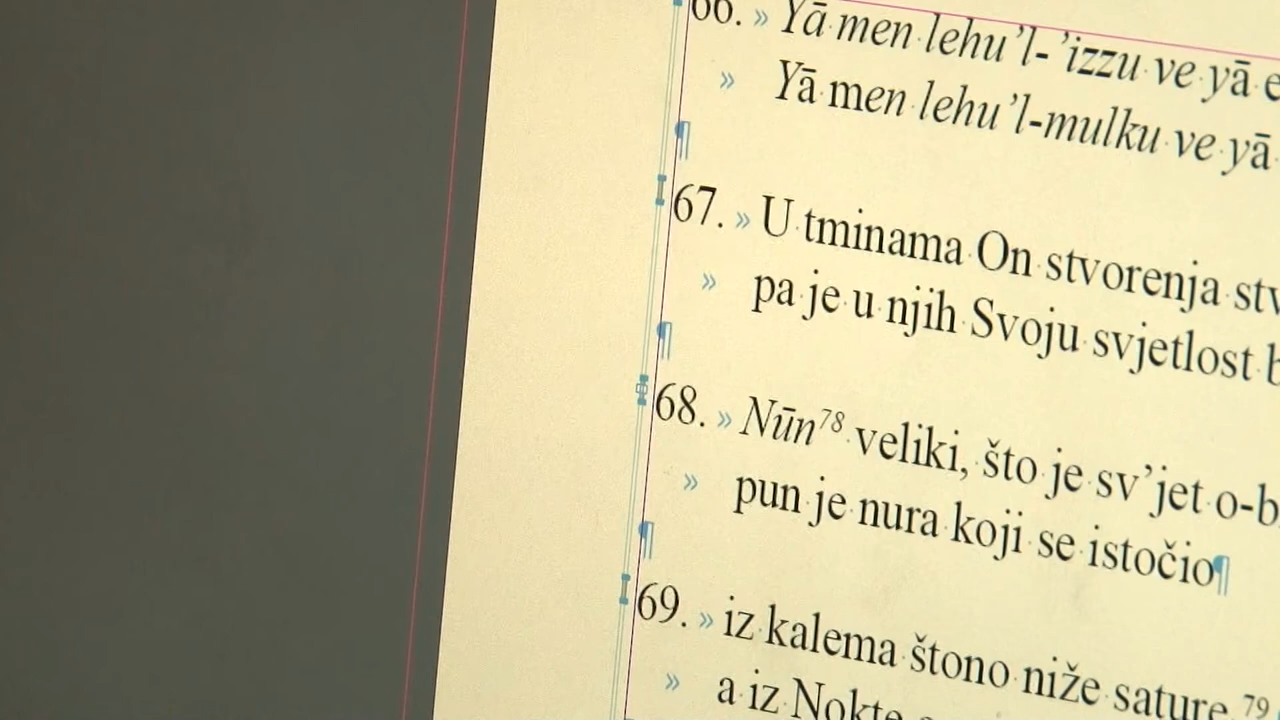 66. Yā men lehu’l-’izzu ve yā
Yā men lehu’l-mulku ve yā
67. U tminama On stvorenja
pa je u njih Svoju svjetlost
68. Nūn78 veliki, što je sv’jet
pun je nura koji se istočio
69. iz kalema štono niže sature,79
a iz